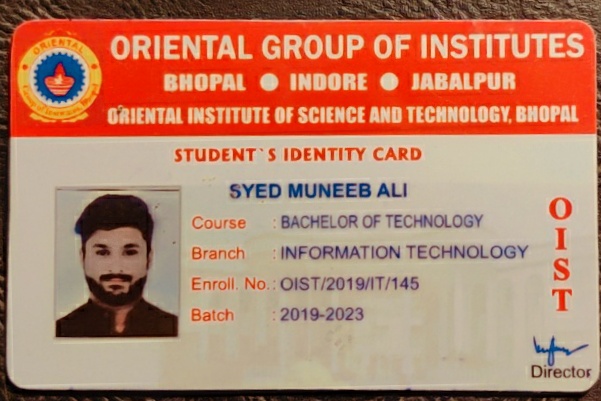 ORIENTAL
ORIENTAL GROUP OF INSTITUTES
BHOPAL ● INDORE ● JABALPUR
ORIENTAL INSTITUTE OF SCIENCE AND TECHNOLOGY, BHOPAL
STUDENT`S IDENTITY CARD
SYED MUNEEB ALI
Course : BACHELOR OF TECHNOLOGY
Branch : INFORMATION TECHNOLOGY
Enroll. No.: OIST/2019/IT/145
Batch : 2019-2023
OIST
Director